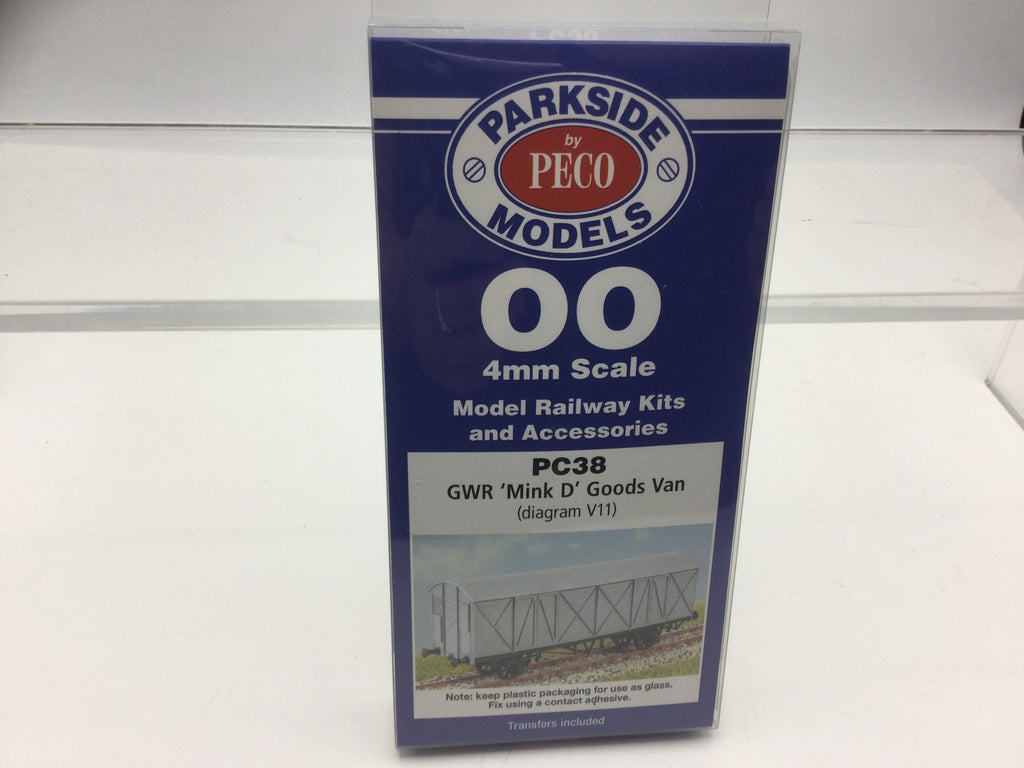 PARKSIDE
by
PECO
MODELS
OO
4mm Scale
Model Railway Kits
and Accessories
PC38
GWR ‘Mink D’ Goods Van
(diagram V11)
Note: keep plastic packaging for use as glass.
Fix using a contact adhesive.
Transfers included